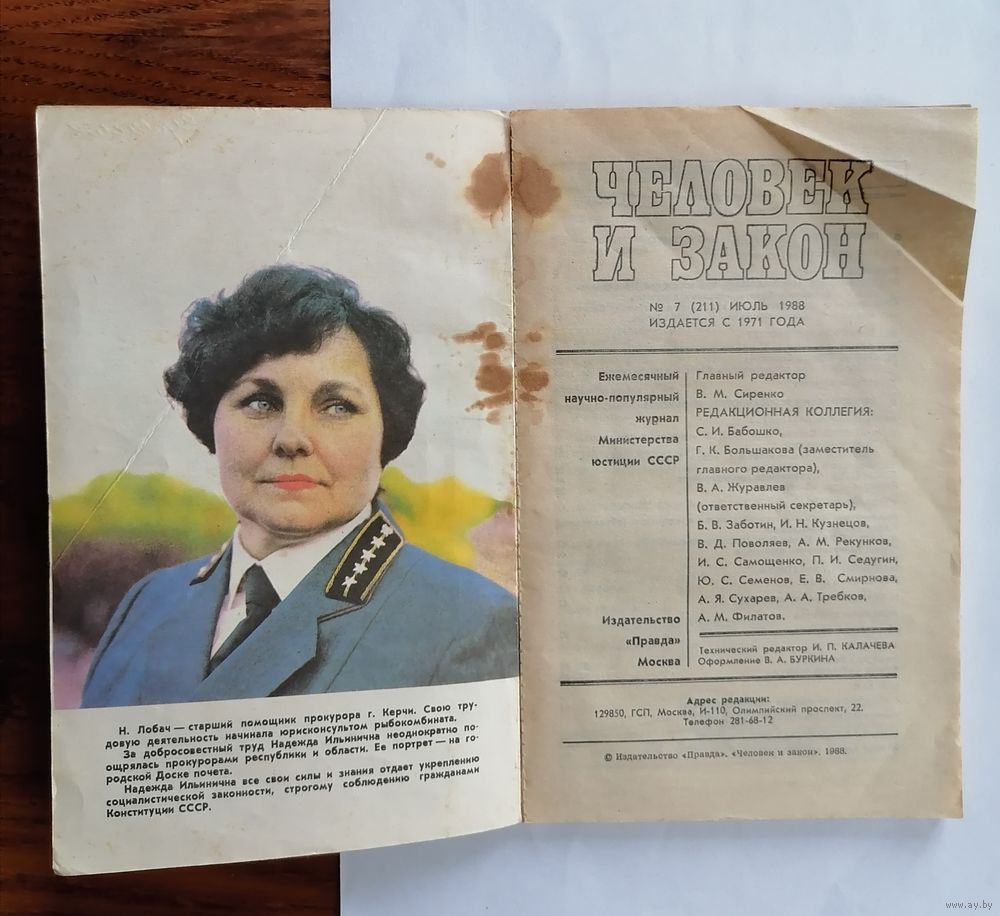 Н. Лобач — старший помощник прокурора г. Керчи. Свою тру-
довую деятельность начинала юрисконсультом рыбокомбината.
За добросовестный труд Надежда Ильинична неоднократно по-
ощрялась прокурорами республики и области. Ее портрет — на го-
родской Доске почета.
Надежда Ильинична все свои силы и знания отдает укреплению
социалистической законности, строгому соблюдению гражданами
Конституции СССР.
ЧЕЛОВЕК
И ЗАКОН
№ 7 (211) ИЮЛЬ 1988
ИЗДАЕТСЯ С 1971 ГОДА
Ежемесячный
научно-популярный
журнал
Министерства
юстиции СССР
Издательство
«Правда»
Москва
Главный редактор
В. М. Сиренко
РЕДАКЦИОННАЯ КОЛЛЕГИЯ:
С. И. Бабошко,
Г. К. Большакова (заместитель
главного редактора),
В. А. Журавлев
(ответственный секретарь),
Б. В. Заботин, И. Н. Кузнецов,
В. Д. Поволяев, А. М. Рекунков,
И. С. Самощенко, П. И. Седугин,
Ю. С. Семенов, Е. В. Смирнова,
А. Я. Сухарев, А. А. Требков,
А. М. Филатов.
Технический редактор И. П. КАЛАЧЕВА
Оформление В. А. БУРКИНА
Адрес редакции:
129850, ГСП, Москва, И-110, Олимпийский проспект, 22.
Телефон 281-68-12
© Издательство «Правда». «Человек и закон», 1988.
www.ay.by